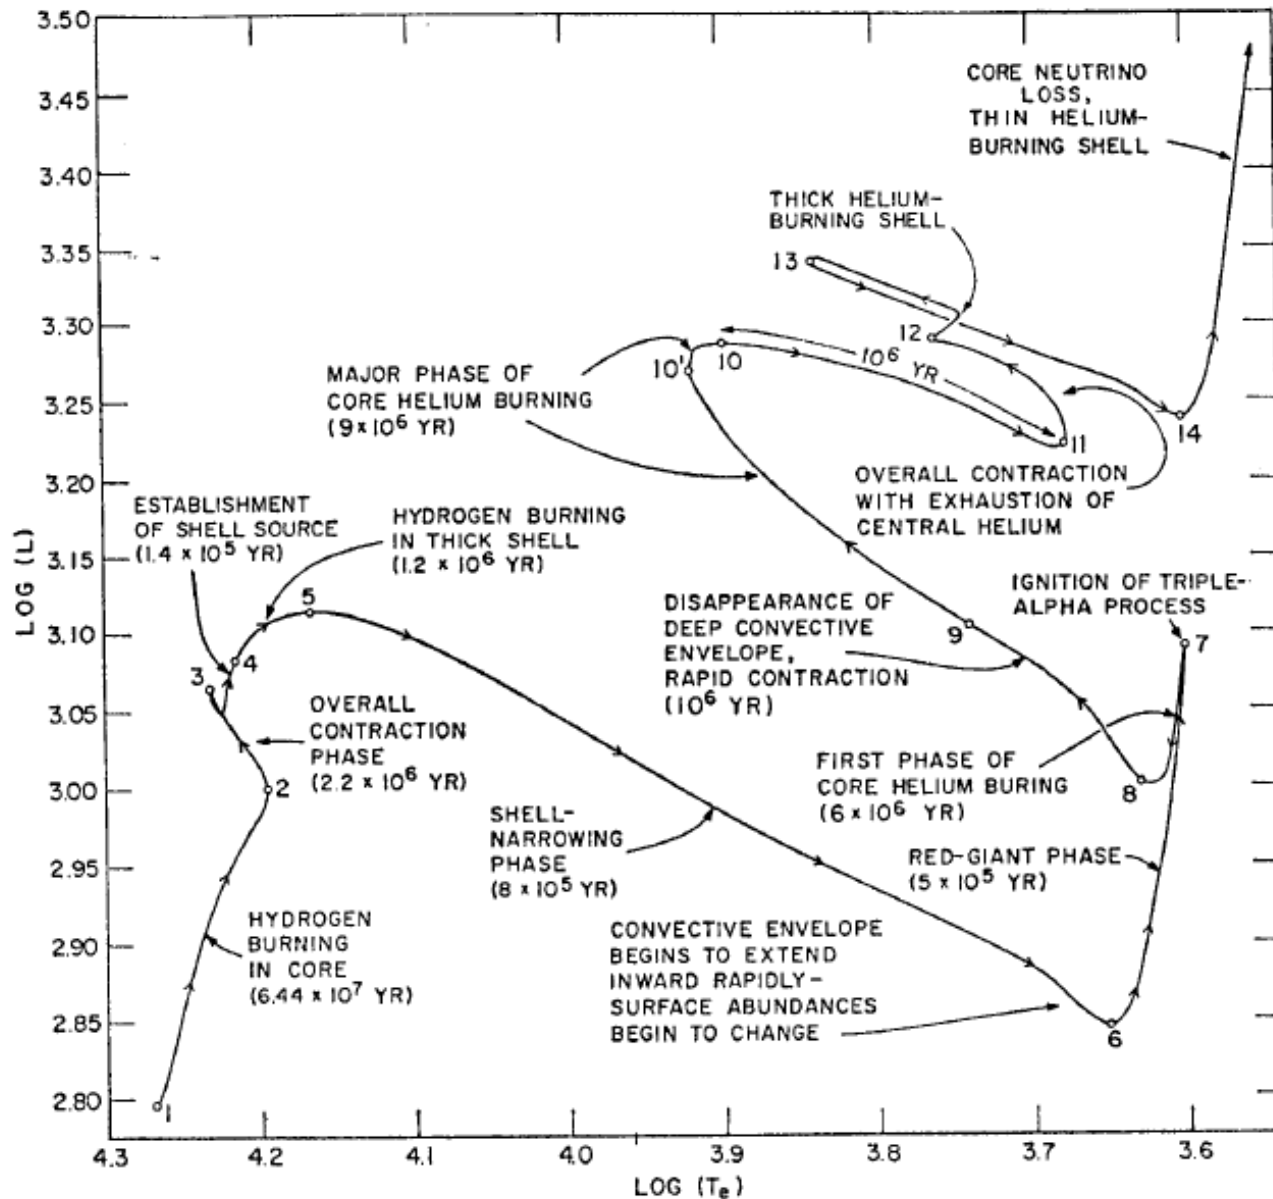 3.50
3.45
3.40
3.35
3.30
3.25
3.20
3.15
3.10
3.05
3.00
2.95
2.90
2.85
2.80
LOG (L)
4.3
4.2
4.1
4.0
3.9
3.8
3.7
3.6
LOG (Te)
CORE NEUTRINO
LOSS,
THIN HELIUM-
BURNING SHELL
THICK HELIUM-
BURNING SHELL
13
12
10'
10
10⁶ YR
11
14
MAJOR PHASE OF
CORE HELIUM BURNING
(9 × 10⁶ YR)
OVERALL CONTRACTION
WITH EXHAUSTION OF
CENTRAL HELIUM
ESTABLISHMENT
OF SHELL SOURCE
(1.4 × 10⁵ YR)
HYDROGEN BURNING
IN THICK SHELL
(1.2 × 10⁶ YR)
IGNITION OF TRIPLE-
ALPHA PROCESS
5
4
3
9
7
DISAPPEARANCE OF
DEEP CONVECTIVE
ENVELOPE,
RAPID CONTRACTION
(10⁶ YR)
OVERALL
CONTRACTION
PHASE
(2.2 × 10⁶ YR)
2
FIRST PHASE OF
CORE HELIUM BURING
(6 × 10⁶ YR)
8
SHELL-
NARROWING
PHASE
(8 × 10⁵ YR)
RED-GIANT PHASE
(5 × 10⁵ YR)
HYDROGEN
BURNING
IN CORE
(6.44 × 10⁷ YR)
CONVECTIVE ENVELOPE
BEGINS TO EXTEND
INWARD RAPIDLY-
SURFACE ABUNDANCES
BEGIN TO CHANGE
6